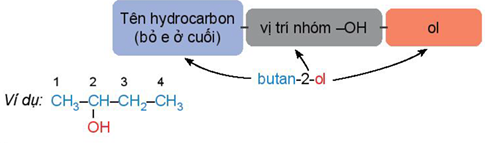 Tên hydrocarbon
(bỏ e ở cuối)
vị trí nhóm –OH
ol
butan-2-ol
1 2 3 4
Ví dụ: CH₃–CH–CH₂–CH₃
OH